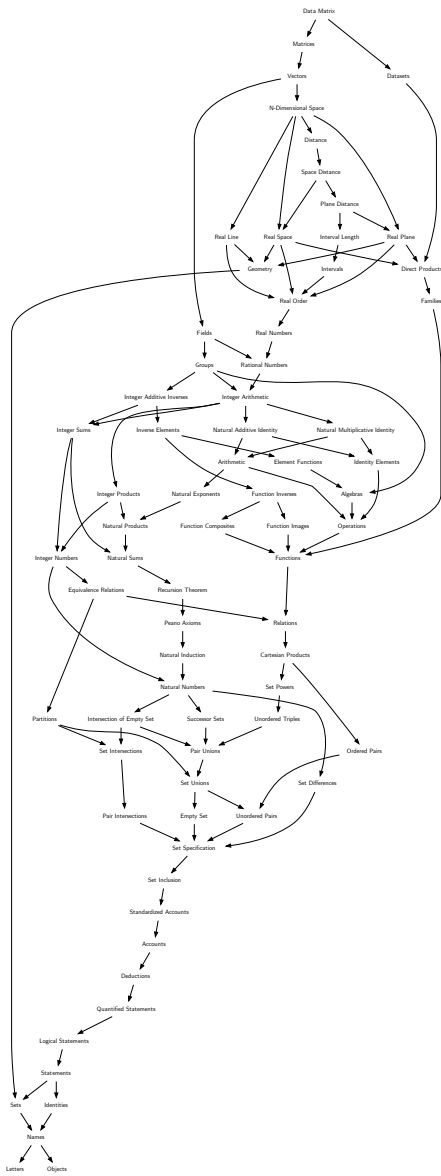 Data Matrix
Matrices
Vectors
Datasets
N-Dimensional Space
Distance
Space Distance
Plane Distance
Real Line
Real Space
Interval Length
Real Plane
Geometry
Intervals
Direct Products
Real Order
Families
Fields
Real Numbers
Groups
Rational Numbers
Integer Additive Inverses
Integer Arithmetic
Integer Sums
Inverse Elements
Natural Additive Identity
Natural Multiplicative Identity
Arithmetic
Element Functions
Identity Elements
Integer Products
Natural Exponents
Function Inverses
Algebras
Natural Products
Function Composites
Function Images
Operations
Integer Numbers
Natural Sums
Functions
Equivalence Relations
Recursion Theorem
Peano Axioms
Relations
Natural Induction
Cartesian Products
Natural Numbers
Set Powers
Partitions
Intersection of Empty Set
Successor Sets
Unordered Triples
Set Intersections
Pair Unions
Ordered Pairs
Set Unions
Set Differences
Pair Intersections
Empty Set
Unordered Pairs
Set Specification
Set Inclusion
Standardized Accounts
Accounts
Deductions
Quantified Statements
Logical Statements
Statements
Sets
Identities
Names
Letters
Objects